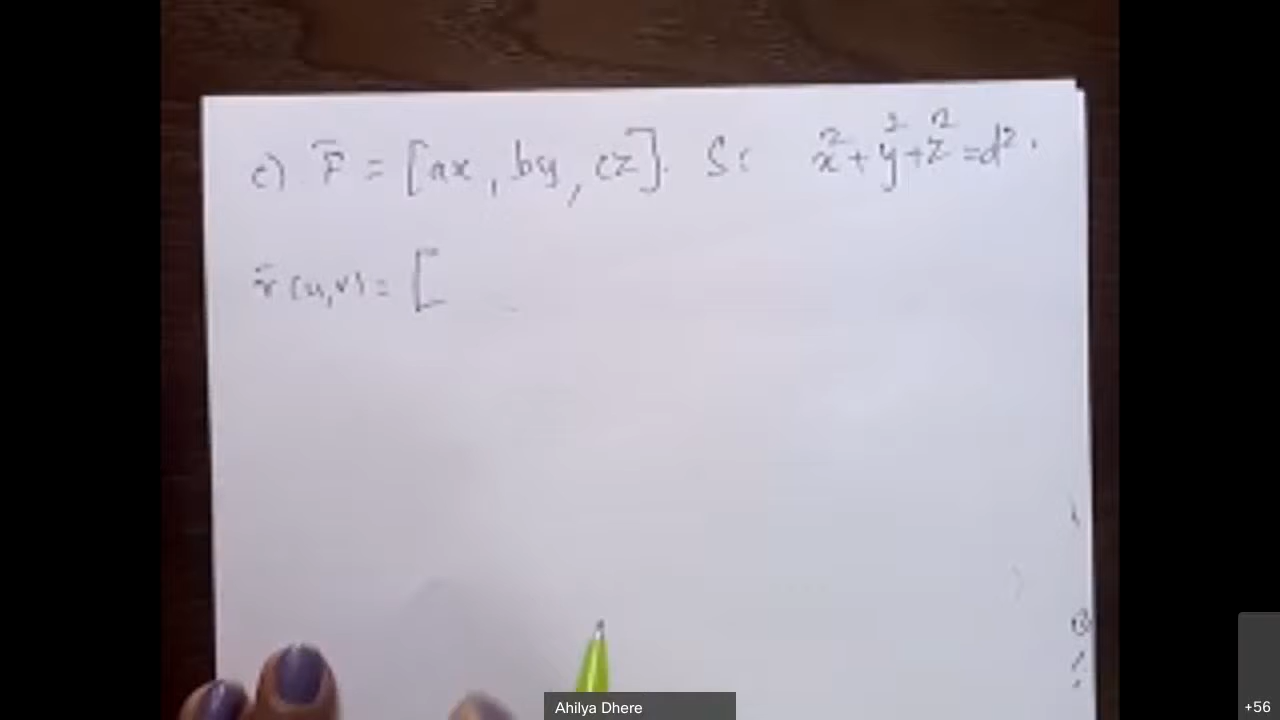 c) F̄ = [ax, by, cz]. S: x²+y²+z²=d².
r̄(u,v) = [
Ahilya Dhere
+56